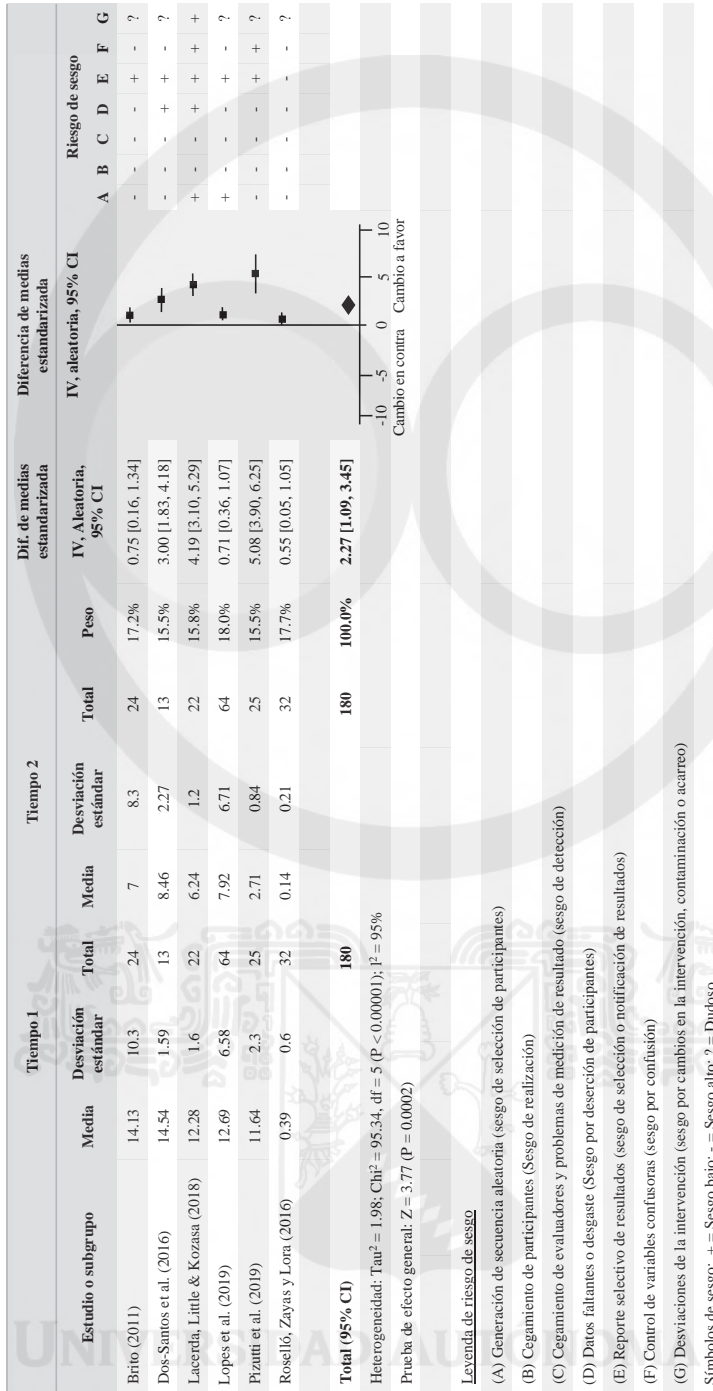 Tiempo 1 Tiempo 2 Dif. de medias estandarizada Diferencia de medias estandarizada Riesgo de sesgo
Estudio o subgrupo Media Desviación estándar Total Media Desviación estándar Total Peso IV, Aleatoria, 95% CI IV, aleatoria, 95% CI A B C D E F G
Brito (2011) 14.13 10.3 24 7 8.3 24 17.2% 0.75 [0.16, 1.34] - - - - + - ?
Dos-Santos et al. (2016) 14.54 1.59 13 8.46 2.27 13 15.5% 3.00 [1.83, 4.18] - - - + + - ?
Lacerda, Little & Kozasa (2018) 12.28 1.6 22 6.24 1.2 22 15.8% 4.19 [3.10, 5.29] + - - + + + +
Lopes et al. (2019) 12.69 6.58 64 7.92 6.71 64 18.0% 0.71 [0.36, 1.07] + - - - + - ?
Pizutti et al. (2019) 11.64 2.3 25 2.71 0.84 25 15.5% 5.08 [3.90, 6.25] - - - + + + ?
Roselló, Zayas y Lora (2016) 0.39 0.6 32 0.14 0.21 32 17.7% 0.55 [0.05, 1.05] - - - - - - ?
Total (95% CI) 180 180 100.0% 2.27 [1.09, 3.45]
Heterogeneidad: Tau² = 1.98; Chi² = 95.34, df = 5 (P < 0.00001); I² = 95%
-10 -5 0 5 10
Prueba de efecto general: Z = 3.77 (P = 0.0002)
Cambio en contra Cambio a favor
Leyenda de riesgo de sesgo
(A) Generación de secuencia aleatoria (sesgo de selección de participantes)
(B) Cegamiento de participantes (Sesgo de realización)
(C) Cegamiento de evaluadores y problemas de medición de resultado (sesgo de detección)
(D) Datos faltantes o desgaste (Sesgo por deserción de participantes)
(E) Reporte selectivo de resultados (sesgo de selección o notificación de resultados)
(F) Control de variables confusoras (sesgo por confusión)
(G) Desviaciones de la intervención (sesgo por cambios en la intervención, contaminación o acarreo)
Símbolos de sesgo: + = Sesgo bajo; - = Sesgo alto; ? = Dudoso
UNIVERSIDAD AUTÓNOMA